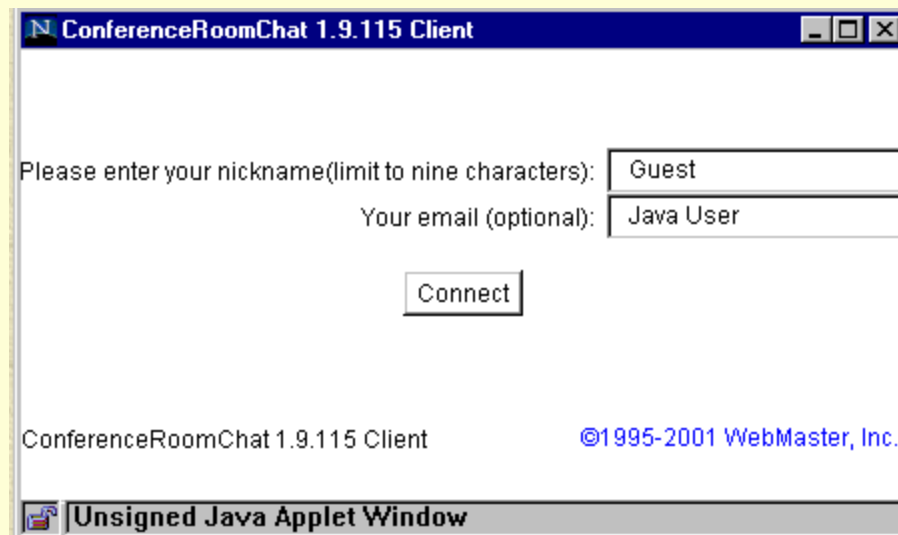 N ConferenceRoomChat 1.9.115 Client
Please enter your nickname(limit to nine characters): Guest
Your email (optional): Java User
Connect
ConferenceRoomChat 1.9.115 Client ©1995-2001 WebMaster, Inc.
Unsigned Java Applet Window